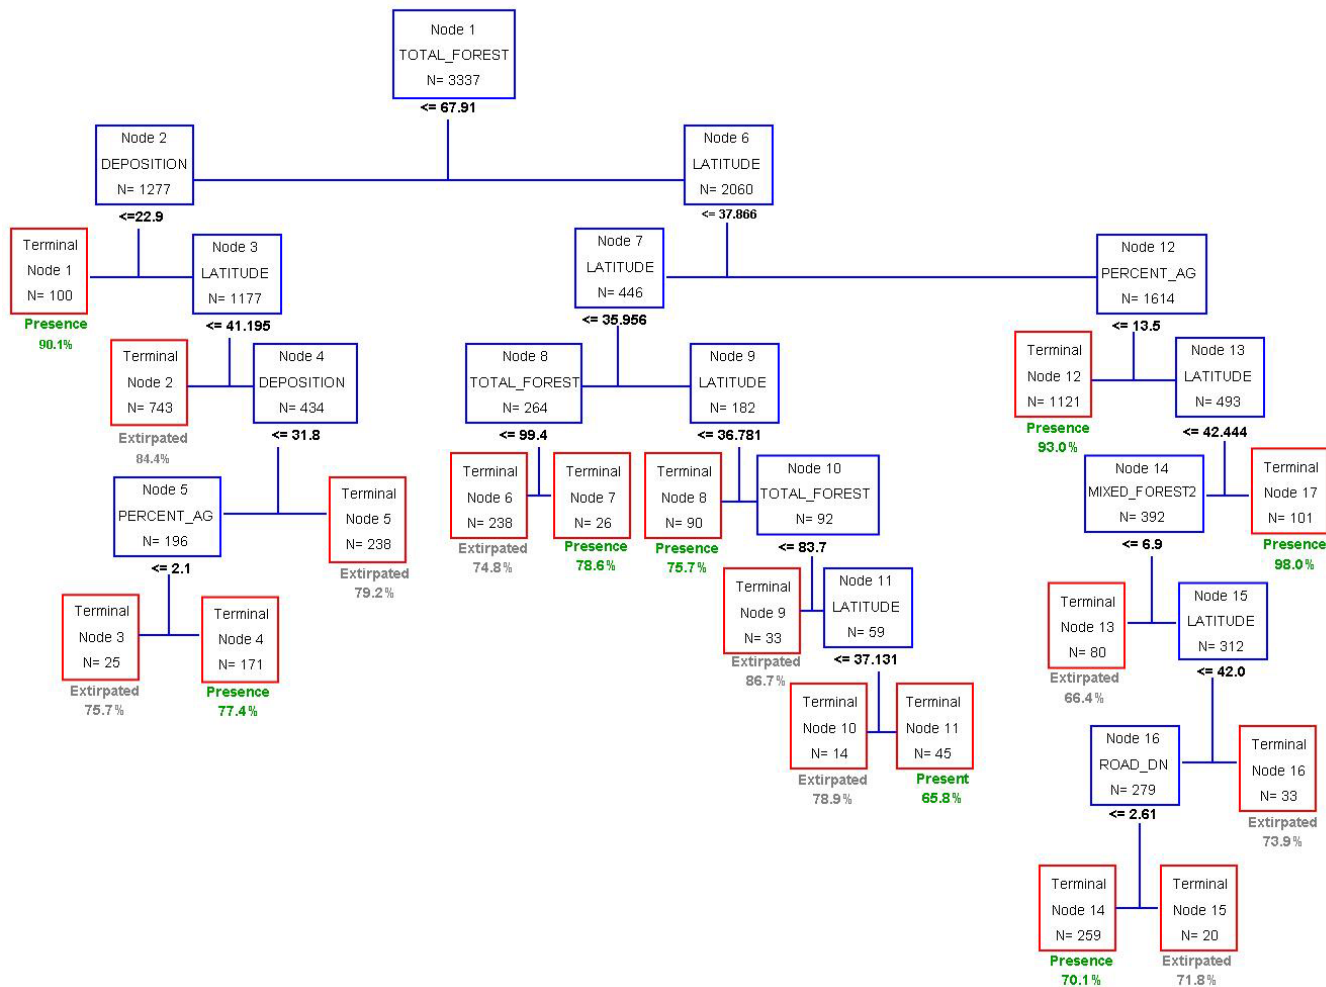 Node 1
TOTAL_FOREST
N= 3337
<= 67.91
Node 2
DEPOSITION
N= 1277
<=22.9
Node 6
LATITUDE
N= 2060
<= 37.866
Terminal
Node 1
N= 100
Presence
90.1%
Node 3
LATITUDE
N= 1177
<= 41.195
Node 7
LATITUDE
N= 446
<= 35.956
Node 12
PERCENT_AG
N= 1614
<= 13.5
Terminal
Node 2
N= 743
Extirpated
84.4%
Node 4
DEPOSITION
N= 434
<= 31.8
Node 8
TOTAL_FOREST
N= 264
<= 99.4
Node 9
LATITUDE
N= 182
<= 36.781
Terminal
Node 12
N= 1121
Presence
93.0%
Node 13
LATITUDE
N= 493
<= 42.444
Node 5
PERCENT_AG
N= 196
<= 2.1
Terminal
Node 5
N= 238
Extirpated
79.2%
Terminal
Node 6
N= 238
Extirpated
74.8%
Terminal
Node 7
N= 26
Presence
78.6%
Terminal
Node 8
N= 90
Presence
75.7%
Node 10
TOTAL_FOREST
N= 92
<= 83.7
Node 14
MIXED_FOREST2
N= 392
<= 6.9
Terminal
Node 17
N= 101
Presence
98.0%
Terminal
Node 3
N= 25
Extirpated
75.7%
Terminal
Node 4
N= 171
Presence
77.4%
Terminal
Node 9
N= 33
Extirpated
86.7%
Node 11
LATITUDE
N= 59
<= 37.131
Terminal
Node 13
N= 80
Extirpated
66.4%
Node 15
LATITUDE
N= 312
<= 42.0
Terminal
Node 10
N= 14
Extirpated
78.9%
Terminal
Node 11
N= 45
Present
65.8%
Node 16
ROAD_DN
N= 279
<= 2.61
Terminal
Node 16
N= 33
Extirpated
73.9%
Terminal
Node 14
N= 259
Presence
70.1%
Terminal
Node 15
N= 20
Extirpated
71.8%